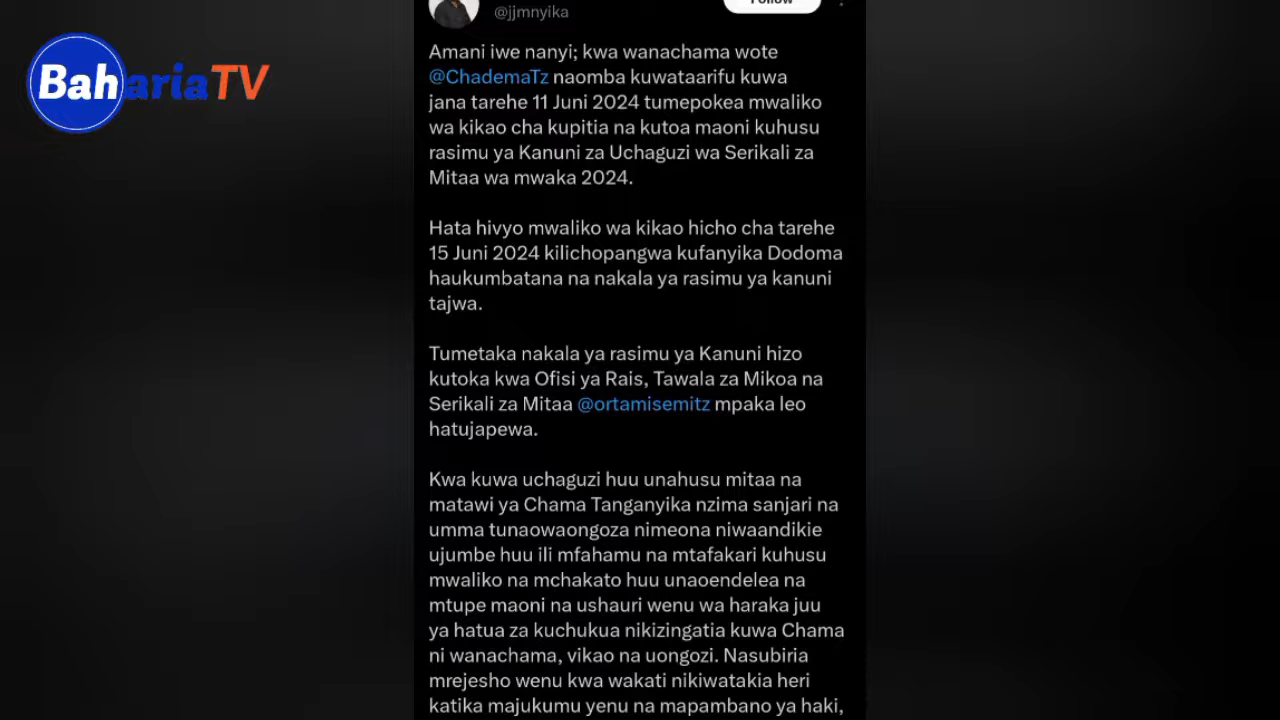 BahariaTV
Follow
@jjmnyika
Amani iwe nanyi; kwa wanachama wote
@ChademaTz naomba kuwataarifu kuwa
jana tarehe 11 Juni 2024 tumepokea mwaliko
wa kikao cha kupitia na kutoa maoni kuhusu
rasimu ya Kanuni za Uchaguzi wa Serikali za
Mitaa wa mwaka 2024.
Hata hivyo mwaliko wa kikao hicho cha tarehe
15 Juni 2024 kilichopangwa kufanyika Dodoma
haukumbatana na nakala ya rasimu ya kanuni
tajwa.
Tumetaka nakala ya rasimu ya Kanuni hizo
kutoka kwa Ofisi ya Rais, Tawala za Mikoa na
Serikali za Mitaa @ortamisemitz mpaka leo
hatujapewa.
Kwa kuwa uchaguzi huu unahusu mitaa na
matawi ya Chama Tanganyika nzima sanjari na
umma tunaowaongoza nimeona niwaandikie
ujumbe huu ili mfahamu na mtafakari kuhusu
mwaliko na mchakato huu unaoendelea na
mtupe maoni na ushauri wenu wa haraka juu
ya hatua za kuchukua nikizingatia kuwa Chama
ni wanachama, vikao na uongozi. Nasubiria
mrejesho wenu kwa wakati nikiwatakia heri
katika majukumu yenu na mapambano ya haki,